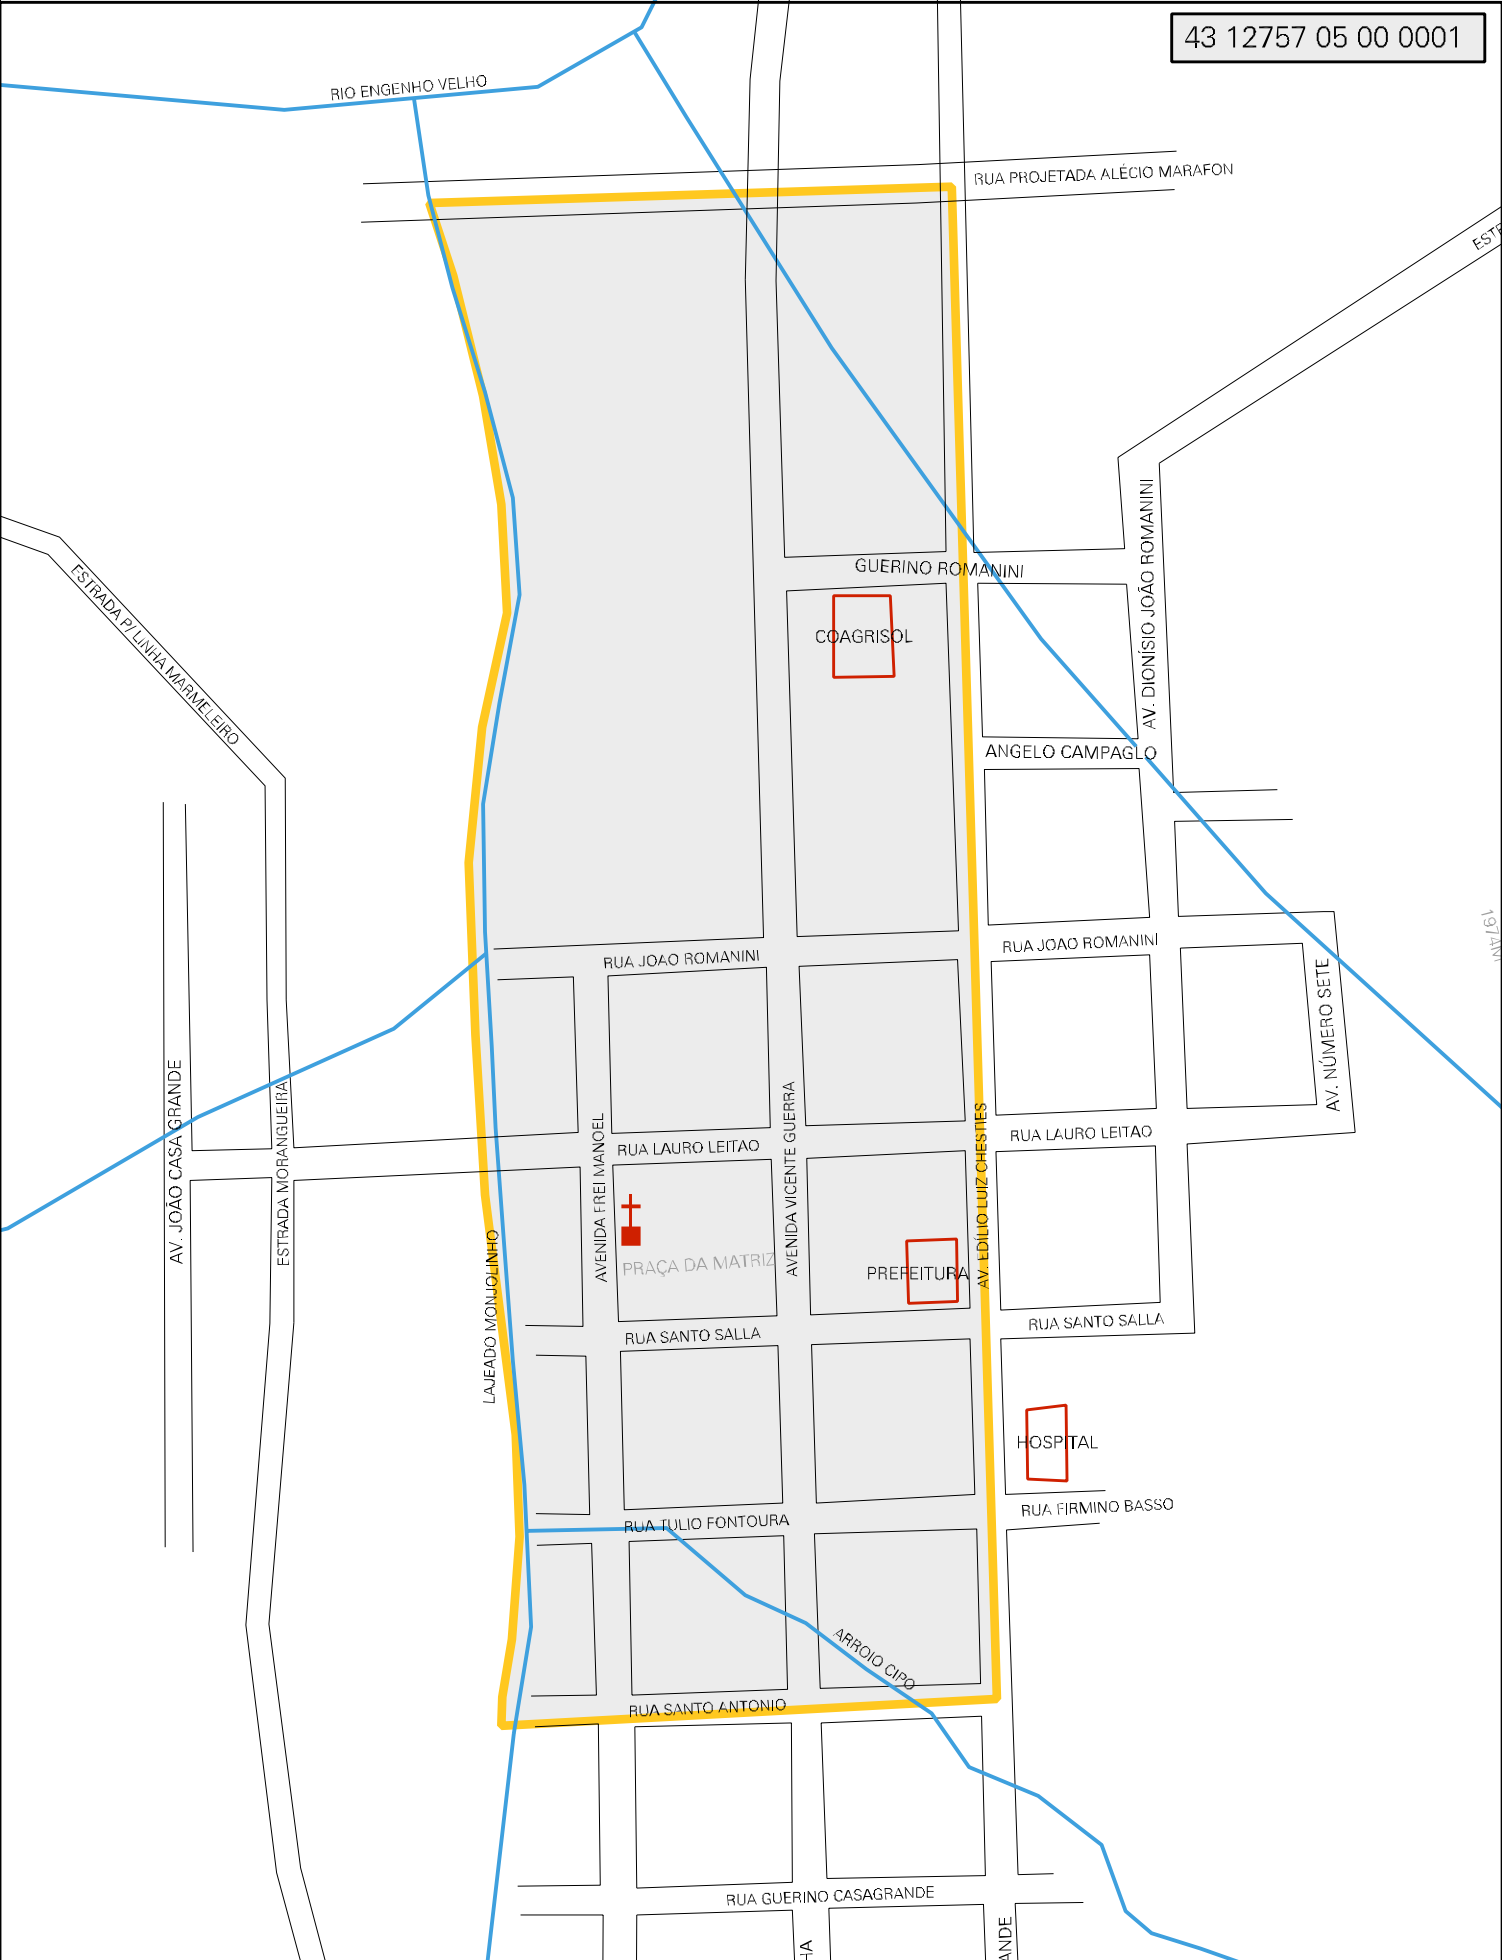 43 12757 05 00 0001
RIO ENGENHO VELHO
RUA PROJETADA ALÉCIO MARAFON
GUERINO ROMANINI
ESTRADA P/ LINHA MARMELEIRO
COAGRISOL
AV. DIONÍSIO JOÃO ROMANINI
ANGELO CAMPAGLO
RUA JOAO ROMANINI
RUA JOAO ROMANINI
1974M
AV. NÚMERO SETE
AV. JOÃO CASA GRANDE
ESTRADA MORANGUEIRA
AVENIDA FREI MANOEL
RUA LAURO LEITAO
AVENIDA VICENTE GUERRA
AV. EDÍLIO LUIZ CHESTIES
RUA LAURO LEITAO
LAJEADO MONJOLINHO
PRAÇA DA MATRIZ
PREFEITURA
RUA SANTO SALLA
RUA SANTO SALLA
HOSPITAL
RUA TULIO FONTOURA
RUA FIRMINO BASSO
ARROIO CIPO
RUA SANTO ANTONIO
RUA GUERINO CASAGRANDE